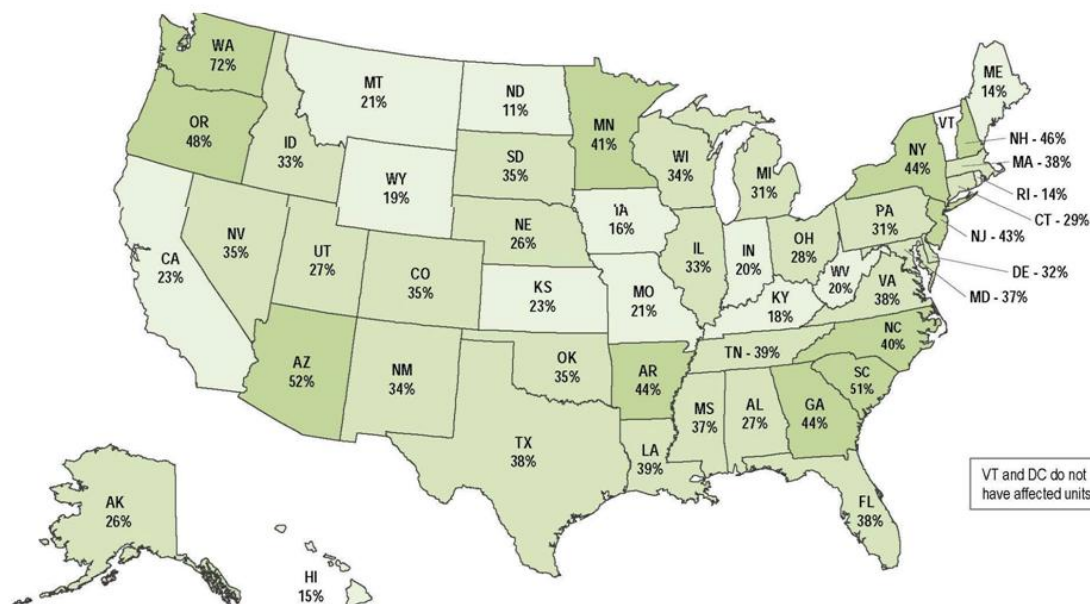 WA
72%
MT
21%
ND
11%
ME
14%
OR
48%
ID
33%
MN
41%
VT
NH - 46%
SD
35%
WI
34%
NY
44%
MA - 38%
WY
19%
MI
31%
RI - 14%
CT - 29%
NE
26%
IA
16%
PA
31%
NJ - 43%
NV
35%
UT
27%
CO
35%
IL
33%
IN
20%
OH
28%
DE - 32%
CA
23%
WV
20%
MD - 37%
KS
23%
MO
21%
KY
18%
VA
38%
NC
40%
TN - 39%
AZ
52%
NM
34%
OK
35%
AR
44%
SC
51%
MS
37%
AL
27%
GA
44%
TX
38%
LA
39%
VT and DC do not
have affected units
FL
38%
AK
26%
HI
15%